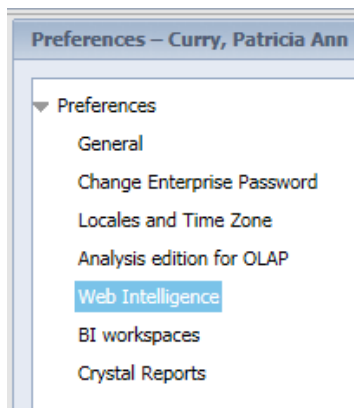 Preferences – Curry, Patricia Ann
Preferences
General
Change Enterprise Password
Locales and Time Zone
Analysis edition for OLAP
Web Intelligence
BI workspaces
Crystal Reports